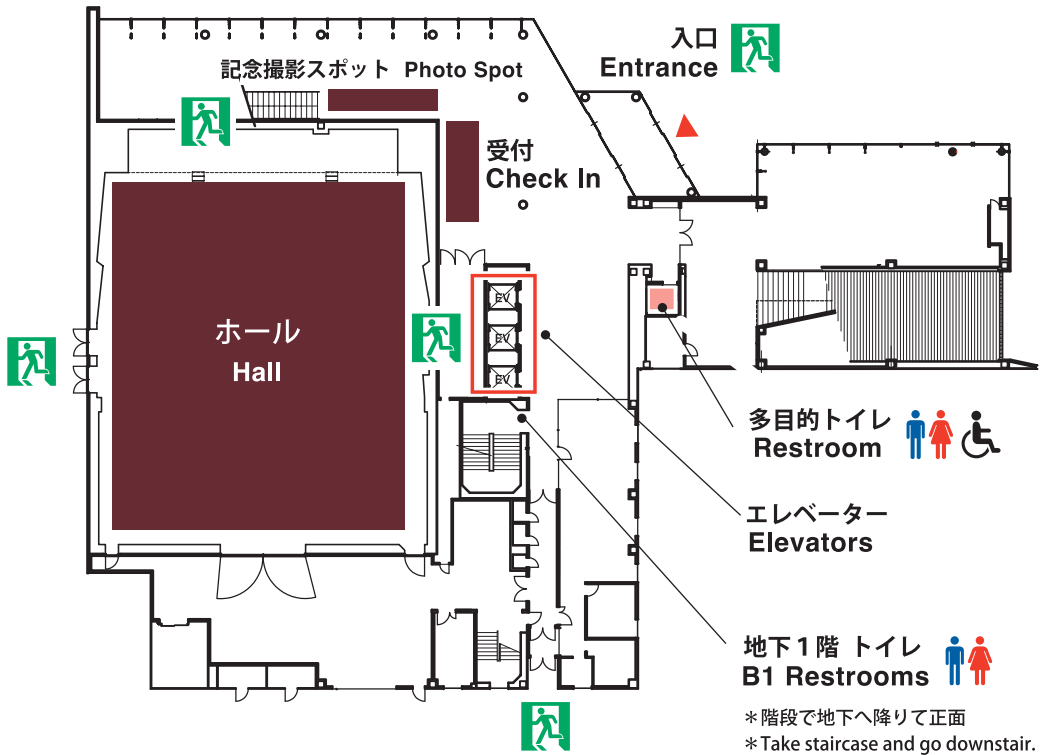 入口
Entrance
記念撮影スポット Photo Spot
受付
Check In
EV
EV
EV
ホール
Hall
多目的トイレ
Restroom
エレベーター
Elevators
地下1階 トイレ
B1 Restrooms
＊階段で地下へ降りて正面
＊Take staircase and go downstair.